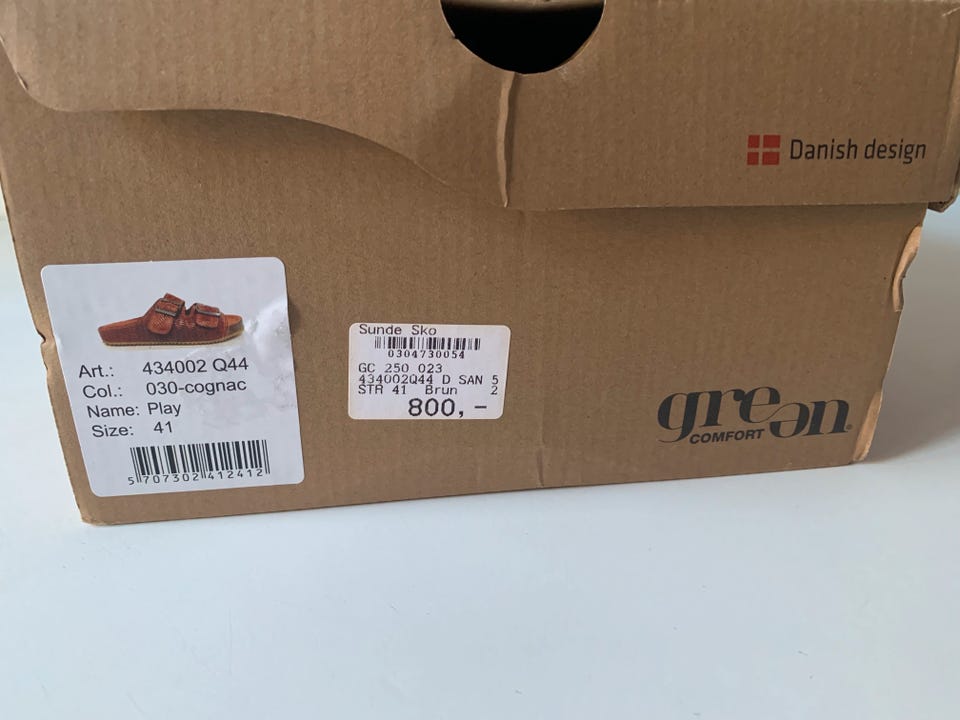 Danish design
Art.: 434002 Q44
Col.: 030-cognac
Name: Play
Size: 41
5 707302 412412
Sunde Sko
0304730054
GC 250 023
434002Q44 D SAN 5
STR 41 Brun 2
800,-
green®
COMFORT